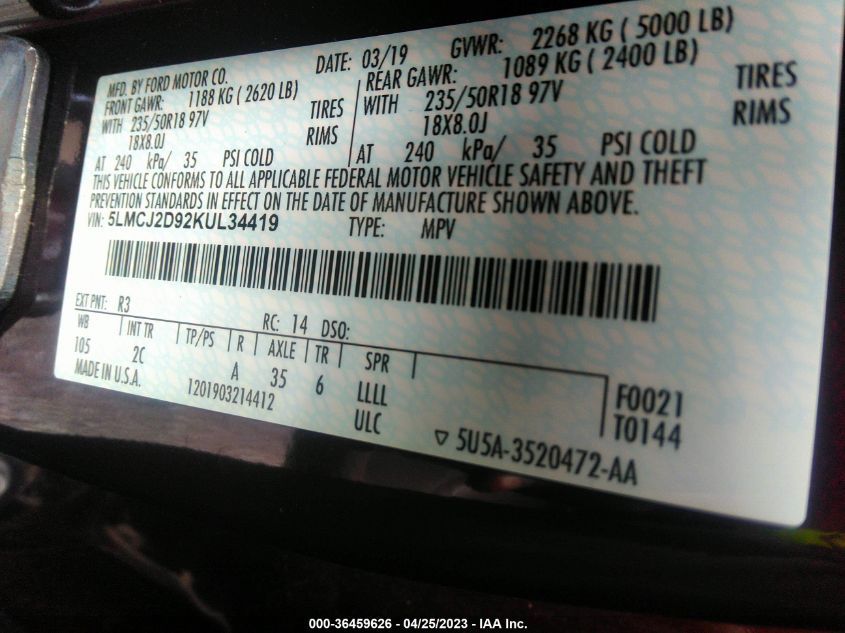 MFD. BY FORD MOTOR CO. DATE: 03/19 GVWR: 2268 KG ( 5000 LB)
FRONT GAWR: 1188 KG ( 2620 LB) REAR GAWR: 1089 KG ( 2400 LB)
WITH 235/50R18 97V TIRES WITH 235/50R18 97V TIRES
18X8.0J RIMS 18X8.0J RIMS
AT 240 kPa/ 35 PSI COLD AT 240 kPa/ 35 PSI COLD
THIS VEHICLE CONFORMS TO ALL APPLICABLE FEDERAL MOTOR VEHICLE SAFETY AND THEFT
PREVENTION STANDARDS IN EFFECT ON THE DATE OF MANUFACTURE SHOWN ABOVE.
VIN: 5LMCJ2D92KUL34419 TYPE: MPV
EXT PNT: R3 RC: 14 DSO:
WB INT TR TP/PS R AXLE TR SPR
105 2C A 35 6 LLLL F0021
MADE IN U.S.A. 1201903214412 ULC T0144
5U5A-3520472-AA
000-36459626 - 04/25/2023 - IAA Inc.